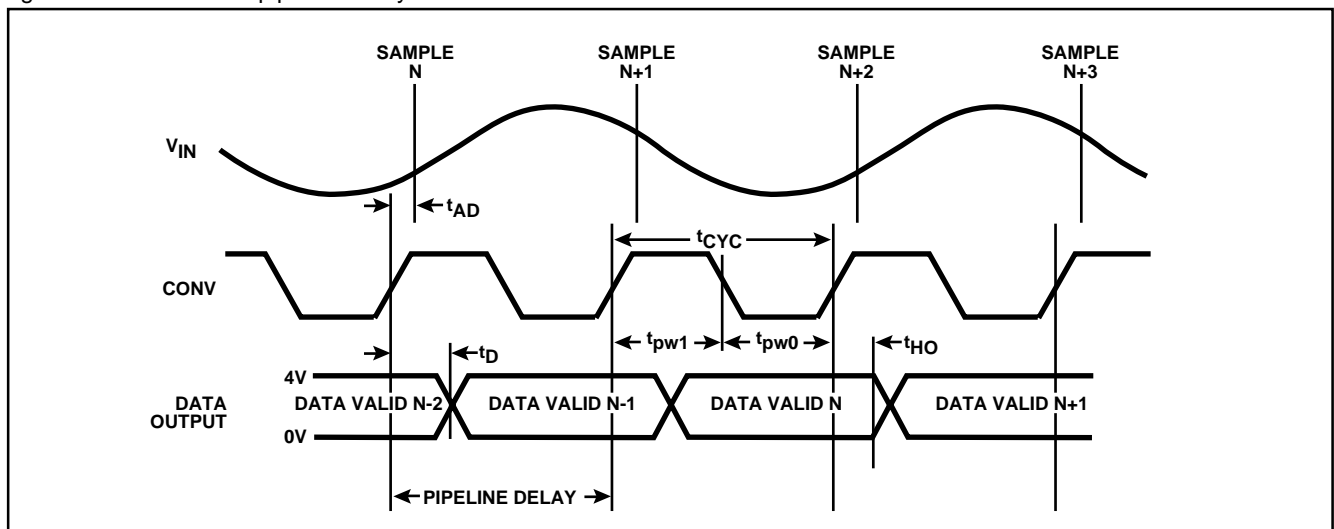 SAMPLE
N
SAMPLE
N+1
SAMPLE
N+2
SAMPLE
N+3
VIN
tAD
tCYC
CONV
tpw1
tpw0
tHO
tD
4V
DATA
OUTPUT
DATA VALID N-2
DATA VALID N-1
DATA VALID N
DATA VALID N+1
0V
PIPELINE DELAY